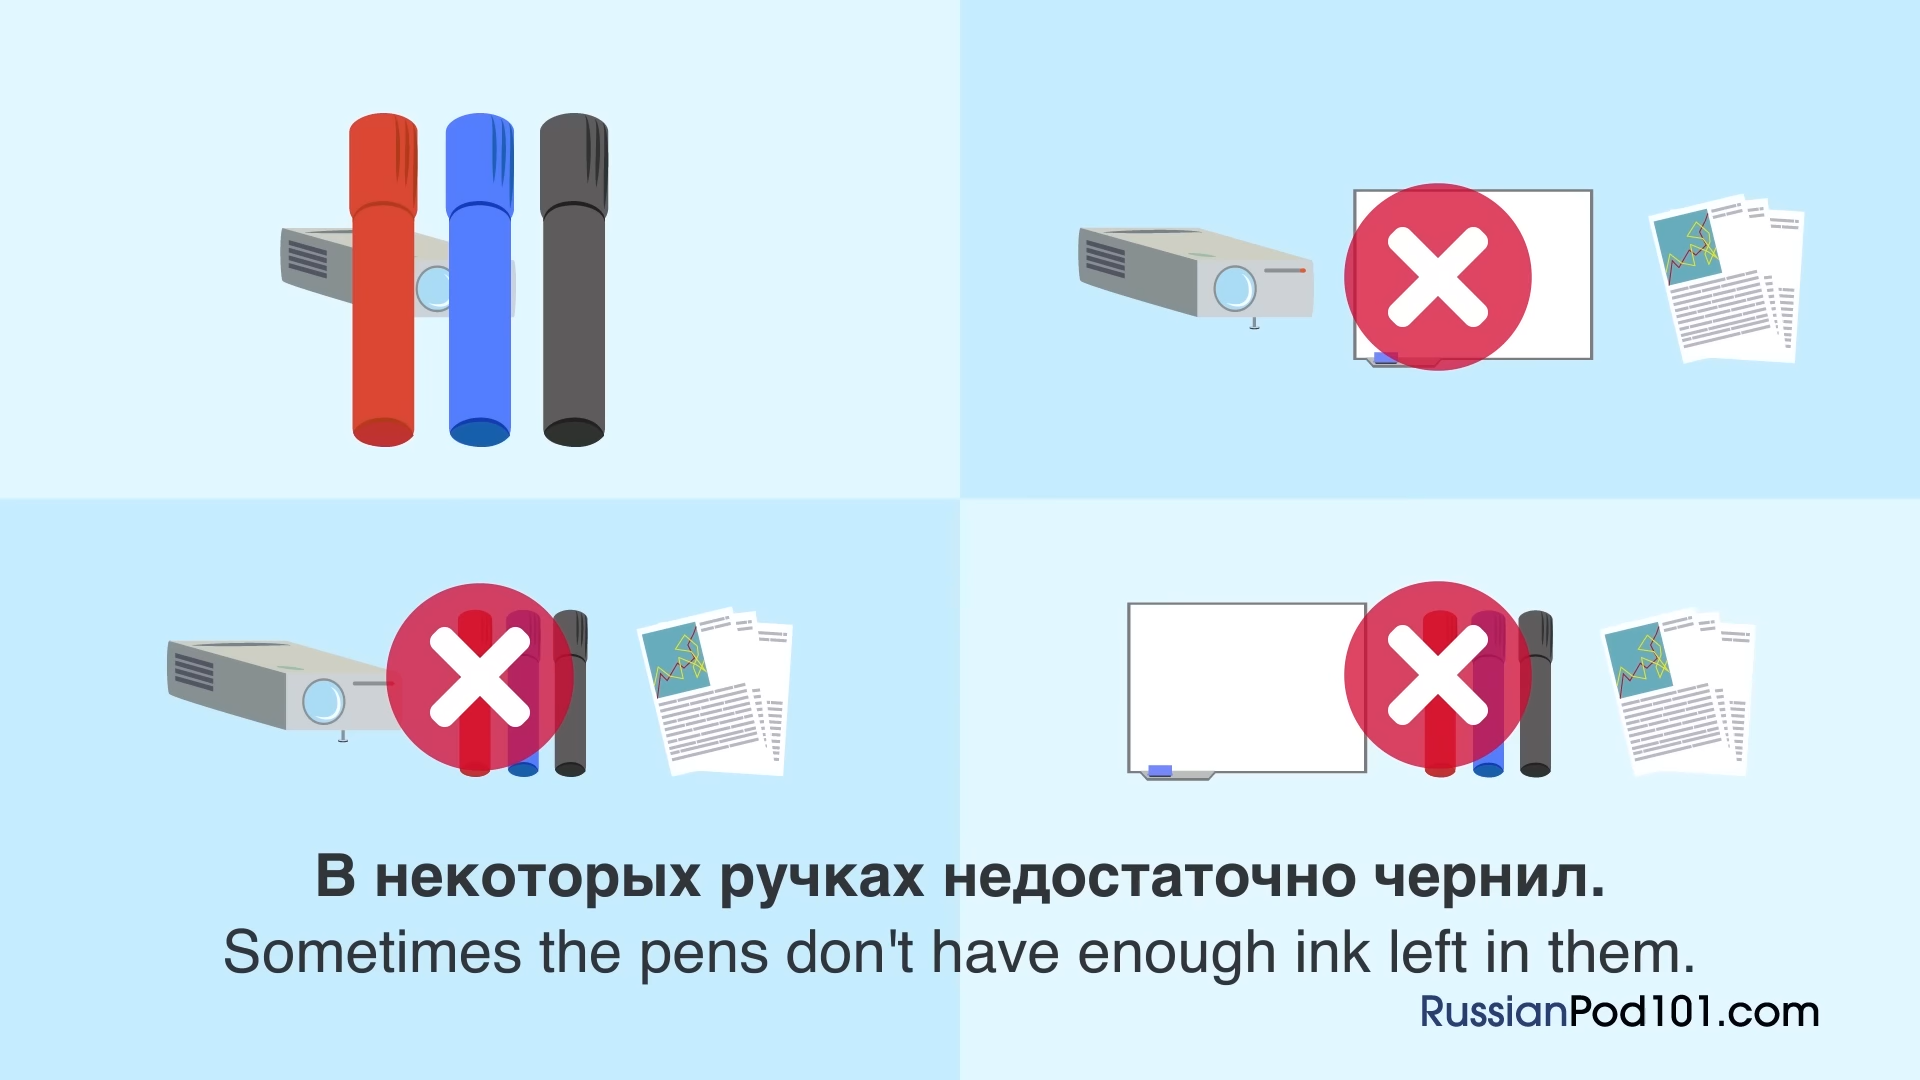 В некоторых ручках недостаточно чернил.
Sometimes the pens don't have enough ink left in them.
RussianPod101.com